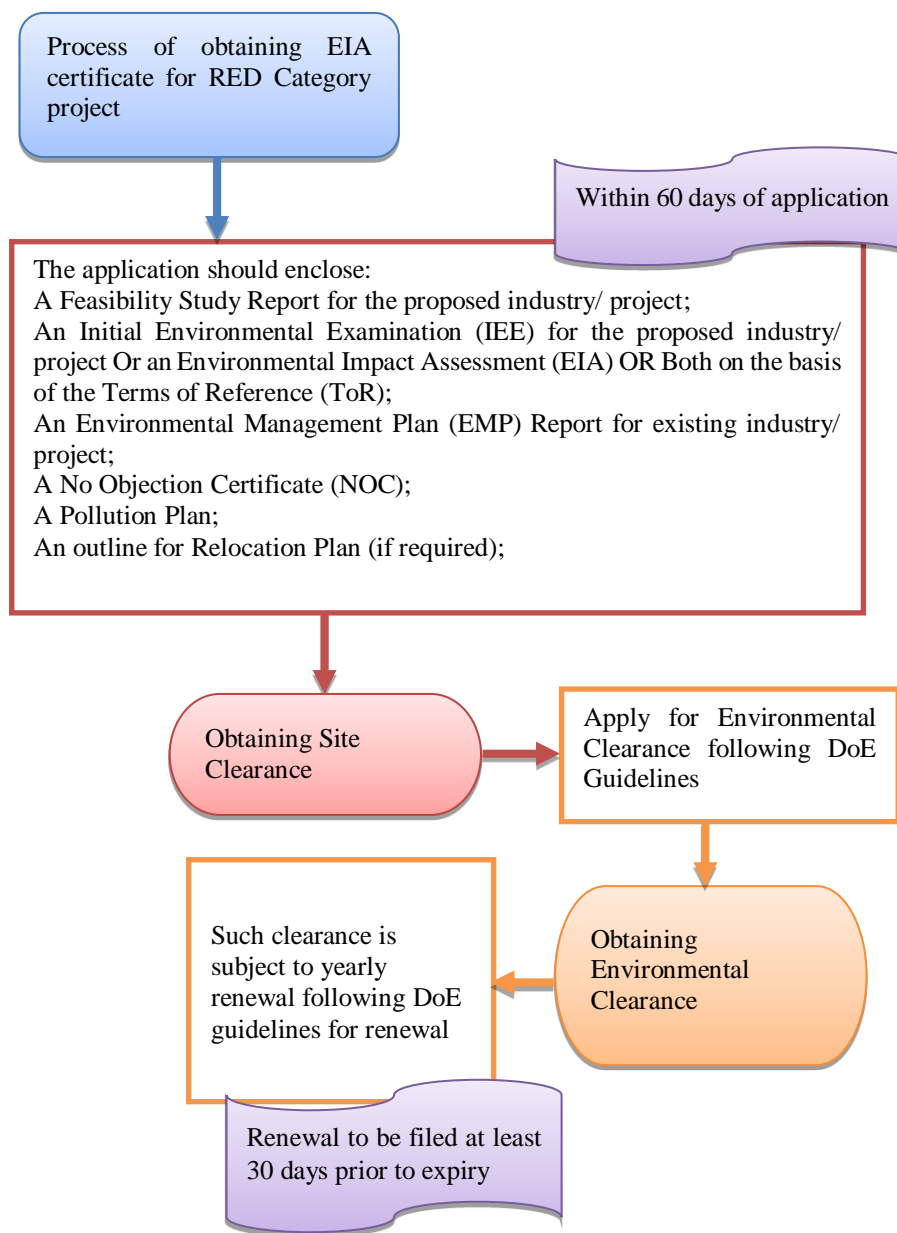 Process of obtaining EIA
certificate for RED Category
project
Within 60 days of application
The application should enclose:
A Feasibility Study Report for the proposed industry/ project;
An Initial Environmental Examination (IEE) for the proposed industry/
project Or an Environmental Impact Assessment (EIA) OR Both on the basis
of the Terms of Reference (ToR);
An Environmental Management Plan (EMP) Report for existing industry/
project;
A No Objection Certificate (NOC);
A Pollution Plan;
An outline for Relocation Plan (if required);
Obtaining Site
Clearance
Apply for Environmental
Clearance following DoE
Guidelines
Obtaining
Environmental
Clearance
Such clearance is
subject to yearly
renewal following DoE
guidelines for renewal
Renewal to be filed at least
30 days prior to expiry